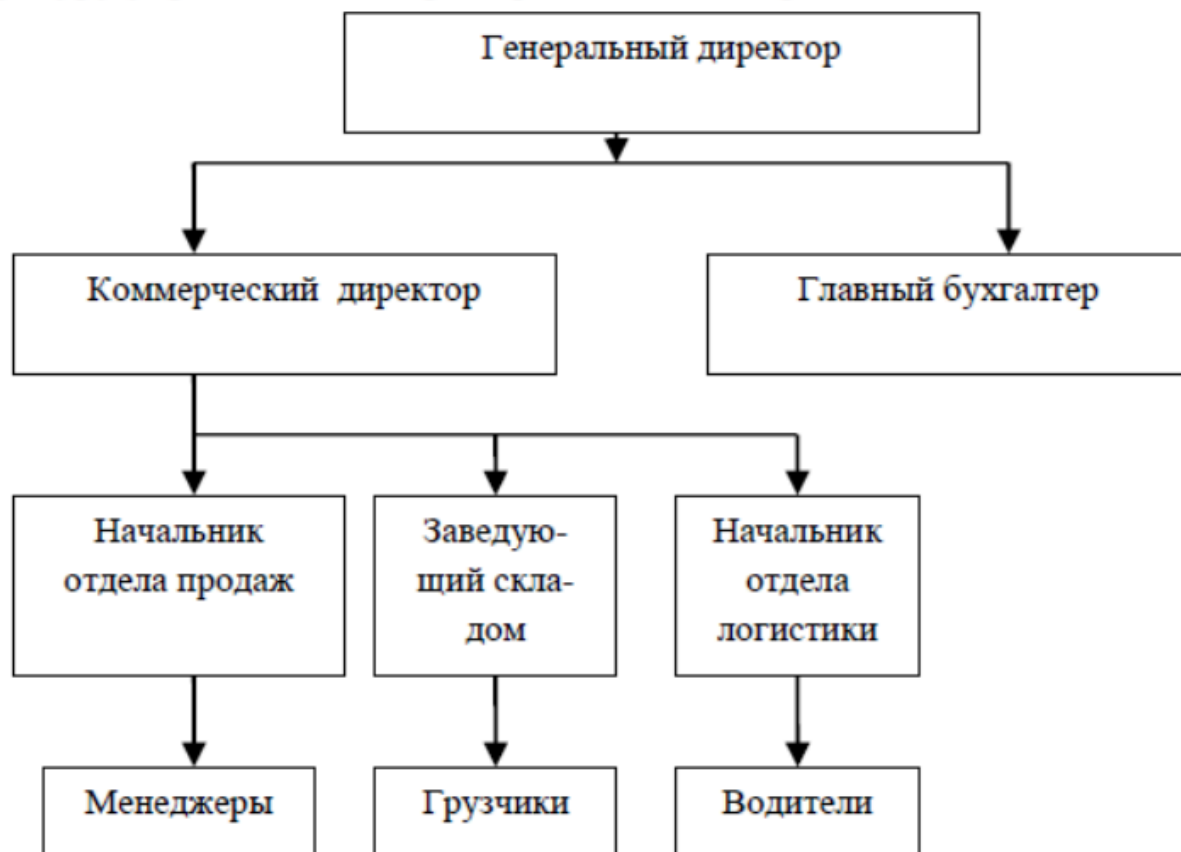 Генеральный директор
Коммерческий директор
Главный бухгалтер
Начальник
отдела продаж
Заведую-
щий скла-
дом
Начальник
отдела
логистики
Менеджеры
Грузчики
Водители